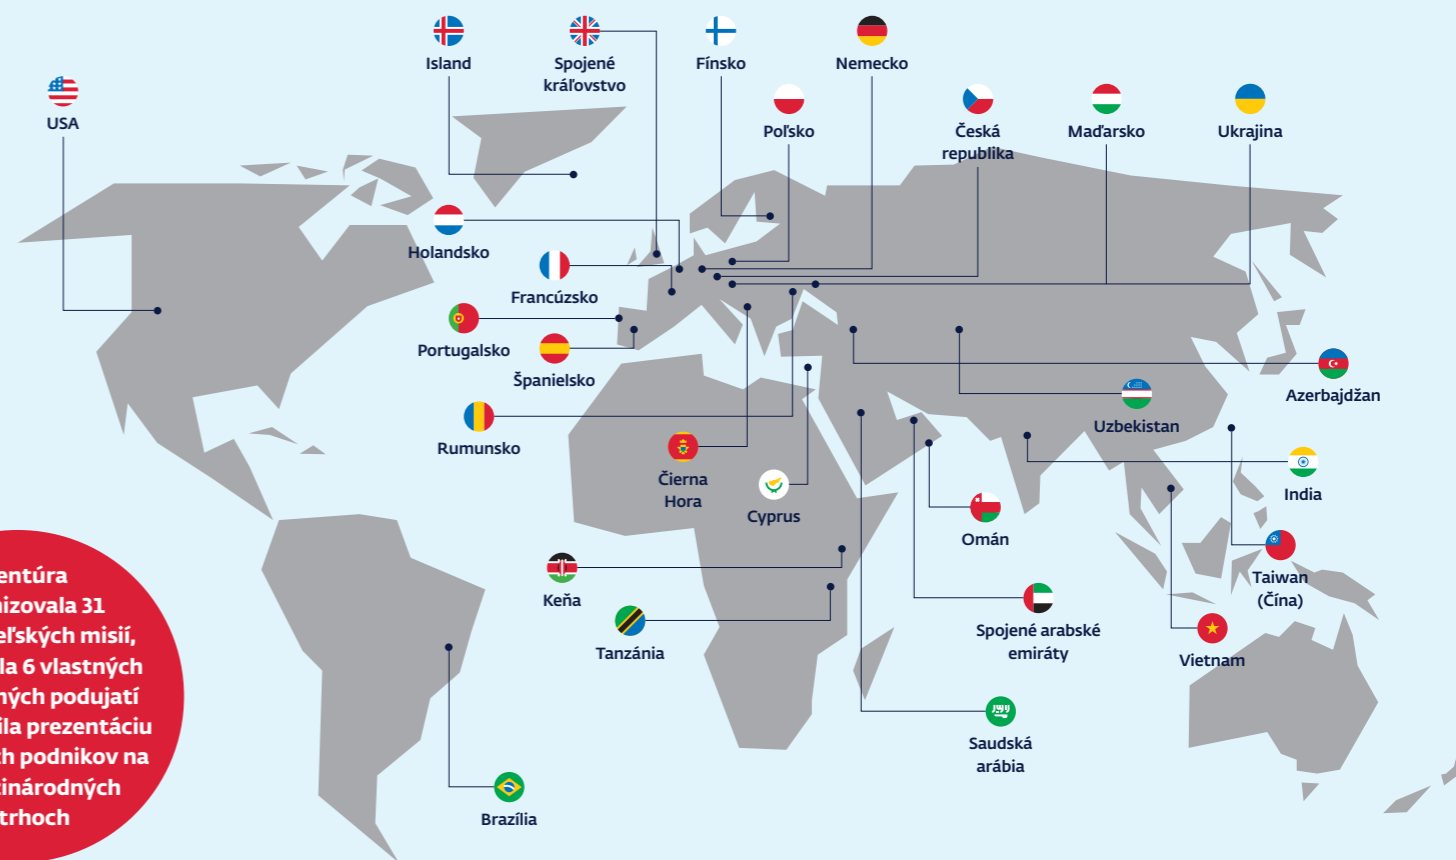 Island
Spojené
kráľovstvo
Fínsko
Nemecko
USA
Poľsko
Česká
republika
Maďarsko
Ukrajina
Holandsko
Francúzsko
Portugalsko
Španielsko
Azerbajdžan
Uzbekistan
Rumunsko
Čierna
Hora
Cyprus
India
Omán
Keňa
Taiwan
(Čína)
Tanzánia
Spojené arabské
emiráty
Vietnam
Saudská
arábia
Brazília
entúra
izovala 31
eľských misií,
la 6 vlastných
ných podujatí
ila prezentáciu
ch podnikov na
inárodných
trhoch